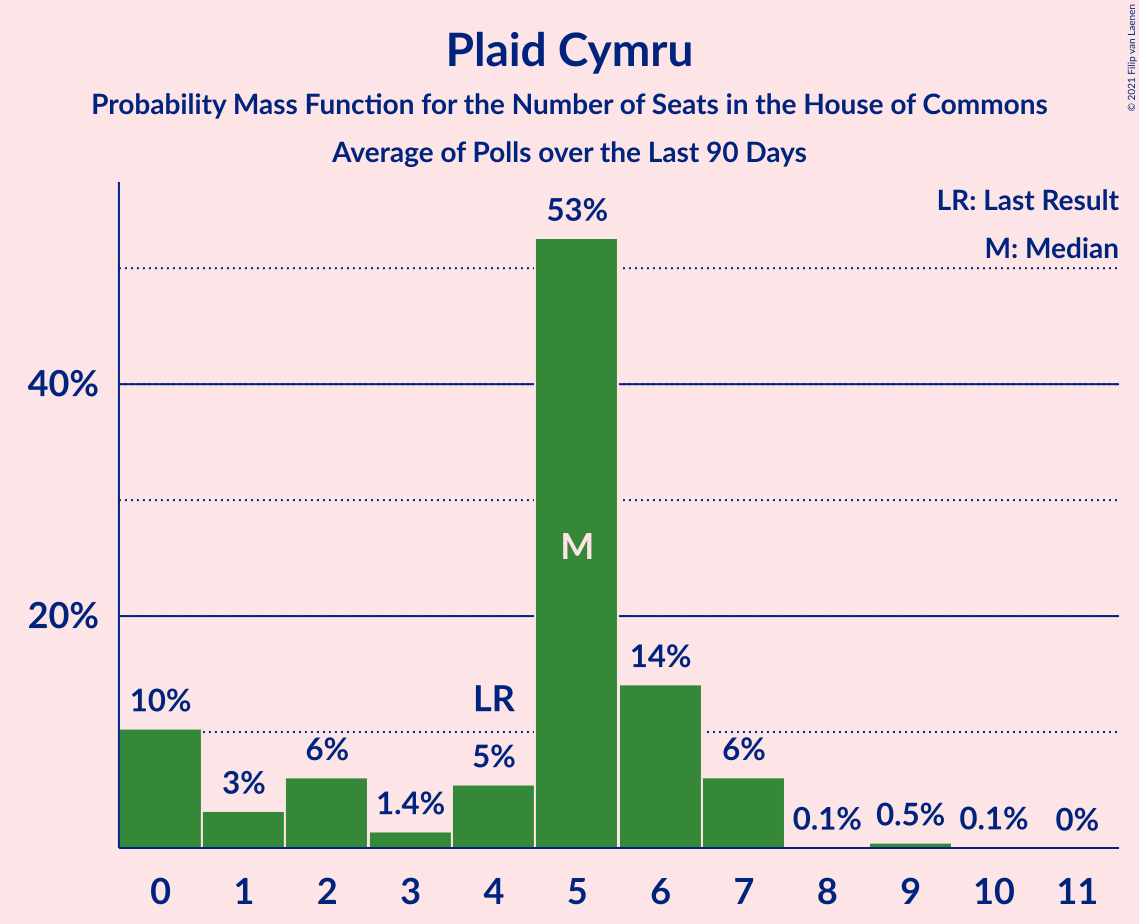 Plaid Cymru
Probability Mass Function for the Number of Seats in the House of Commons
Average of Polls over the Last 90 Days
© 2021 Filip van Laenen
LR: Last Result
M: Median
53%
40%
M
20%
14%
LR
10%
6%
5%
6%
3%
1.4%
0.1%
0.5%
0.1%
0%
0 1 2 3 4 5 6 7 8 9 10 11